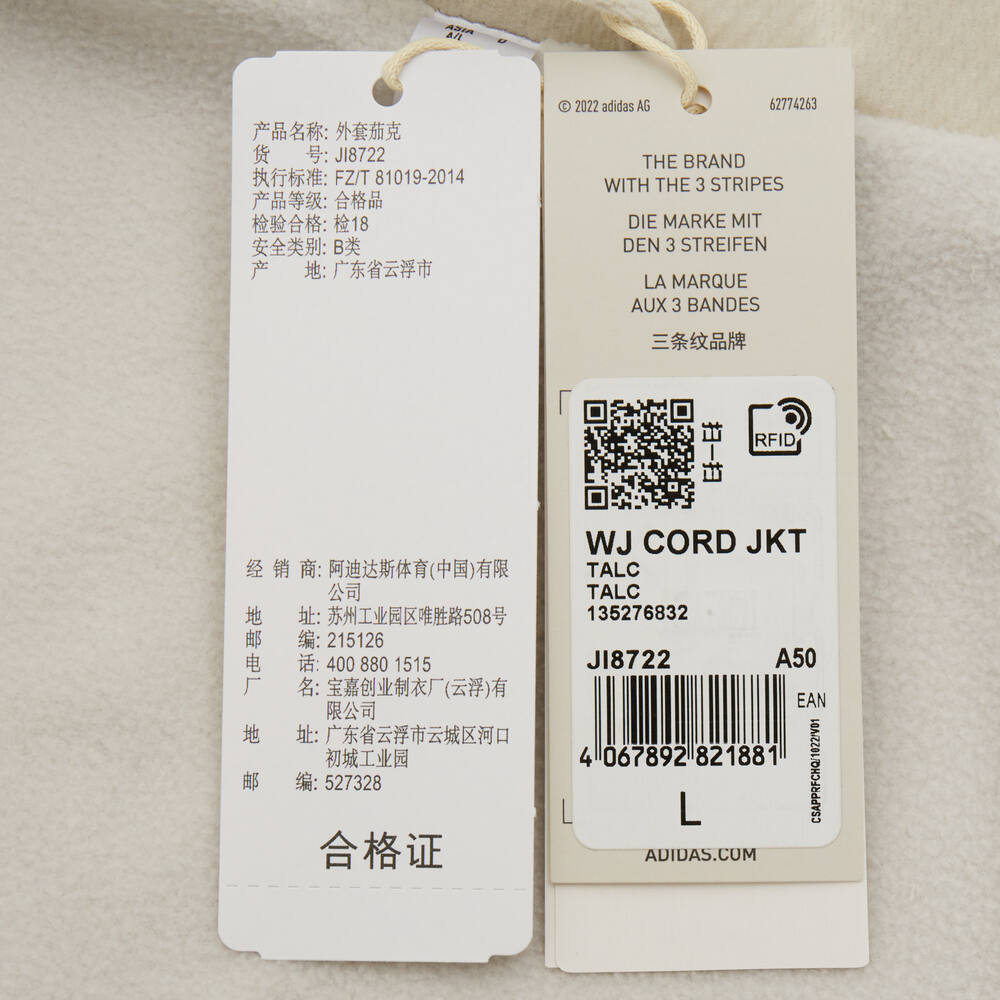 ASIA
A/L
产品名称: 外套茄克
货 号: JI8722
执行标准: FZ/T 81019-2014
产品等级: 合格品
检验合格: 检18
安全类别: B类
产 地: 广东省云浮市
经 销 商: 阿迪达斯体育(中国)有限
公司
地 址: 苏州工业园区唯胜路508号
邮 编: 215126
电 话: 400 880 1515
厂 名: 宝嘉创业制衣厂(云浮)有
限公司
地 址: 广东省云浮市云城区河口
初城工业园
邮 编: 527328
合格证
© 2022 adidas AG 62774263
THE BRAND
WITH THE 3 STRIPES
DIE MARKE MIT
DEN 3 STREIFEN
LA MARQUE
AUX 3 BANDES
三条纹品牌
扫一扫
RFID
WJ CORD JKT
TALC
TALC
135276832
JI8722 A50
EAN
4 067892 821881
CSAPPRFCHQ/1022/V01
L
ADIDAS.COM